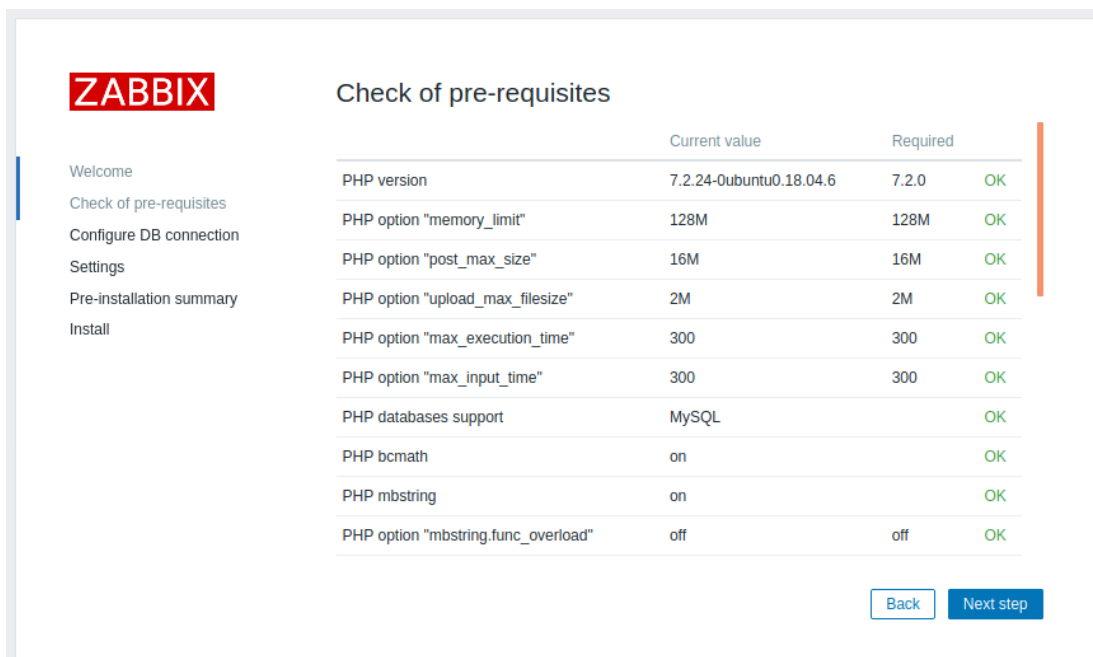 ZABBIX
Welcome
Check of pre-requisites
Configure DB connection
Settings
Pre-installation summary
Install
Check of pre-requisites
Current value Required
PHP version 7.2.24-0ubuntu0.18.04.6 7.2.0 OK
PHP option "memory_limit" 128M 128M OK
PHP option "post_max_size" 16M 16M OK
PHP option "upload_max_filesize" 2M 2M OK
PHP option "max_execution_time" 300 300 OK
PHP option "max_input_time" 300 300 OK
PHP databases support MySQL OK
PHP bcmath on OK
PHP mbstring on OK
PHP option "mbstring.func_overload" off off OK
Back Next step